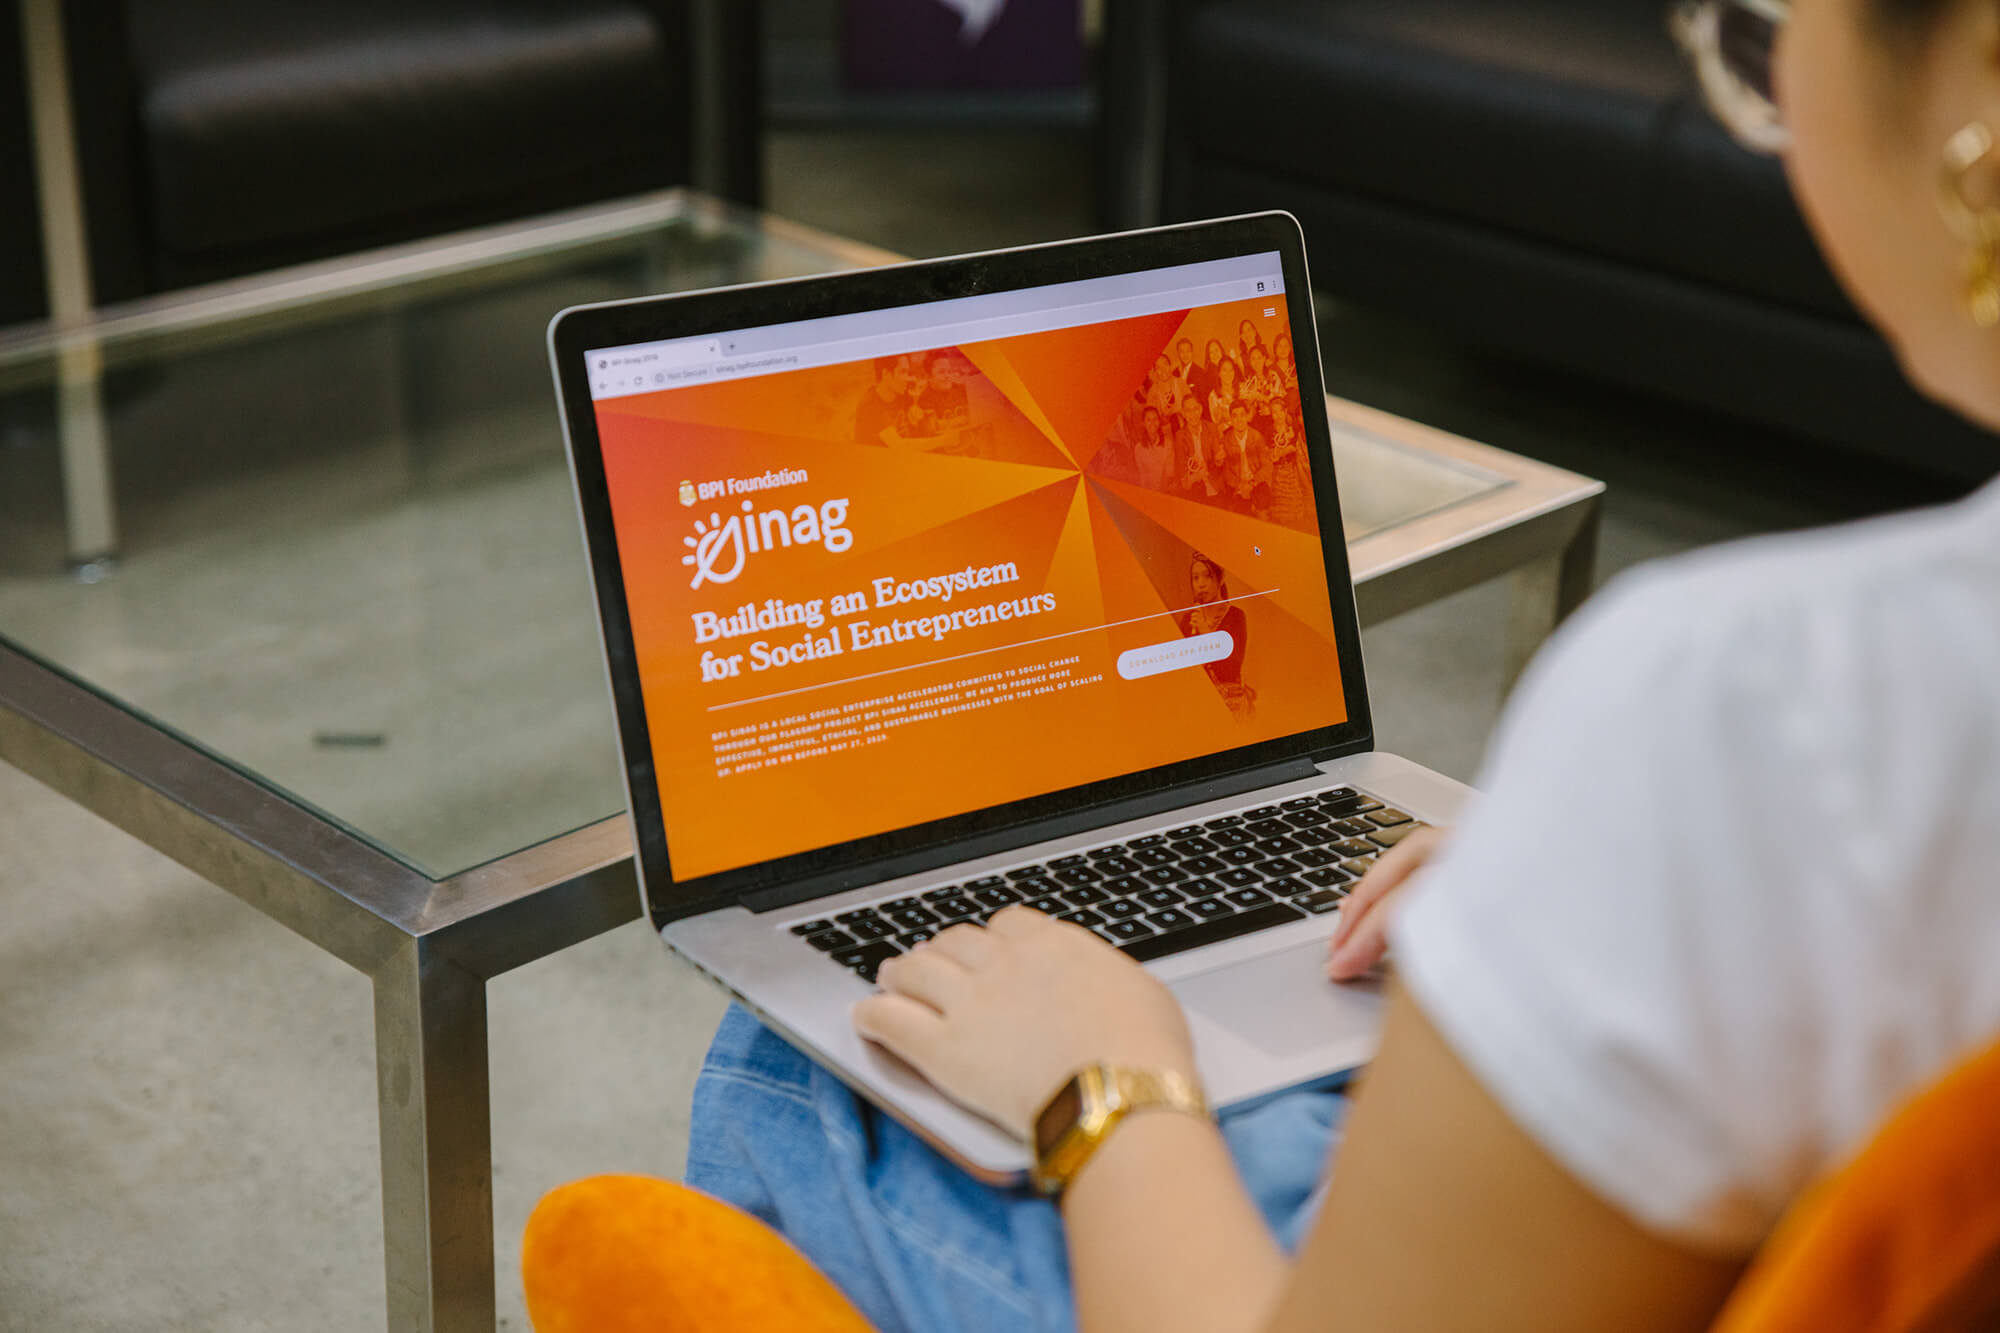 BPI Sinag 2019
Not Secure | sinag.bpifoundation.org
BPI Foundation
sinag
Building an Ecosystem
for Social Entrepreneurs
BPI SINAG IS A LOCAL SOCIAL ENTERPRISE ACCELERATOR COMMITTED TO SOCIAL CHANGE
THROUGH OUR FLAGSHIP PROJECT BPI SINAG ACCELERATE. WE AIM TO PRODUCE MORE
EFFECTIVE, IMPACTFUL, ETHICAL, AND SUSTAINABLE BUSINESSES WITH THE GOAL OF SCALING
UP. APPLY ON OR BEFORE MAY 27, 2019.
DOWNLOAD APP FORM